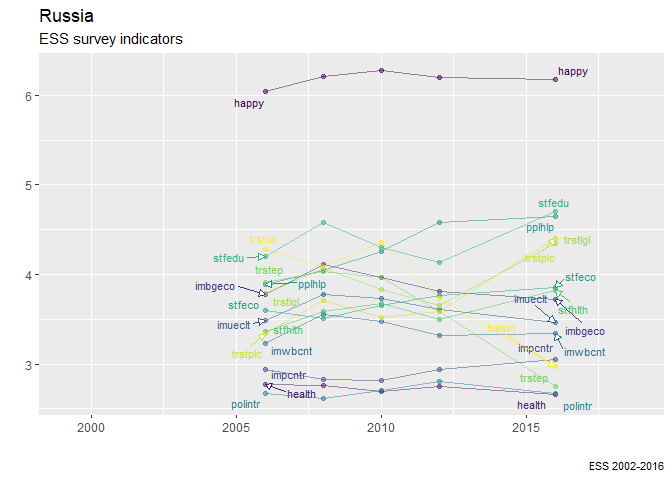 Russia
ESS survey indicators
happy
happy
6
5
stfedu
pplhlp
trstun
trstlgl
stfedu
trstplc
trstep
stfeco
imbgeco
pplhlp
4
imueclt
stfeco
trstlgl
stfhlth
imueclt
stfhlth
trstun
imbgeco
trstplc
imwbcnt
impcntr
imwbcnt
3
impcntr
trstep
health
polintr
health
polintr
2000
2005
2010
2015
ESS 2002-2016